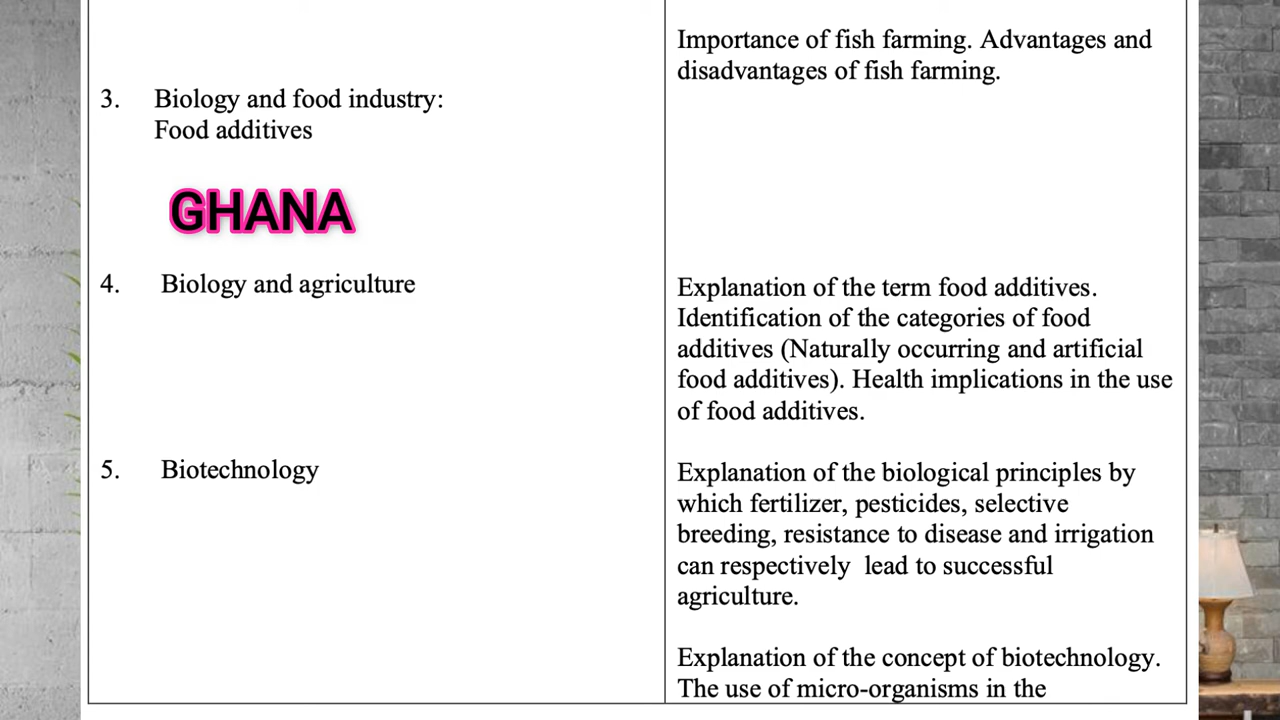 Importance of fish farming. Advantages and
disadvantages of fish farming.
3. Biology and food industry:
Food additives
GHANA
4. Biology and agriculture
Explanation of the term food additives.
Identification of the categories of food
additives (Naturally occurring and artificial
food additives). Health implications in the use
of food additives.
5. Biotechnology
Explanation of the biological principles by
which fertilizer, pesticides, selective
breeding, resistance to disease and irrigation
can respectively lead to successful
agriculture.
Explanation of the concept of biotechnology.
The use of micro-organisms in the